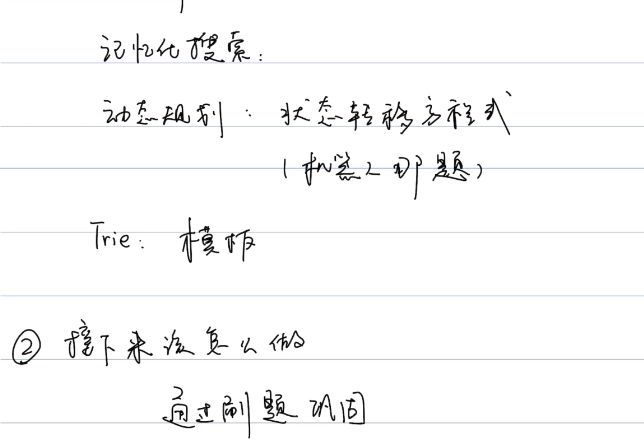 记忆化搜索：
动态规划：状态转移方程式
（机器人那题）
Trie：模板
② 接下来该怎么做
通过刷题巩固